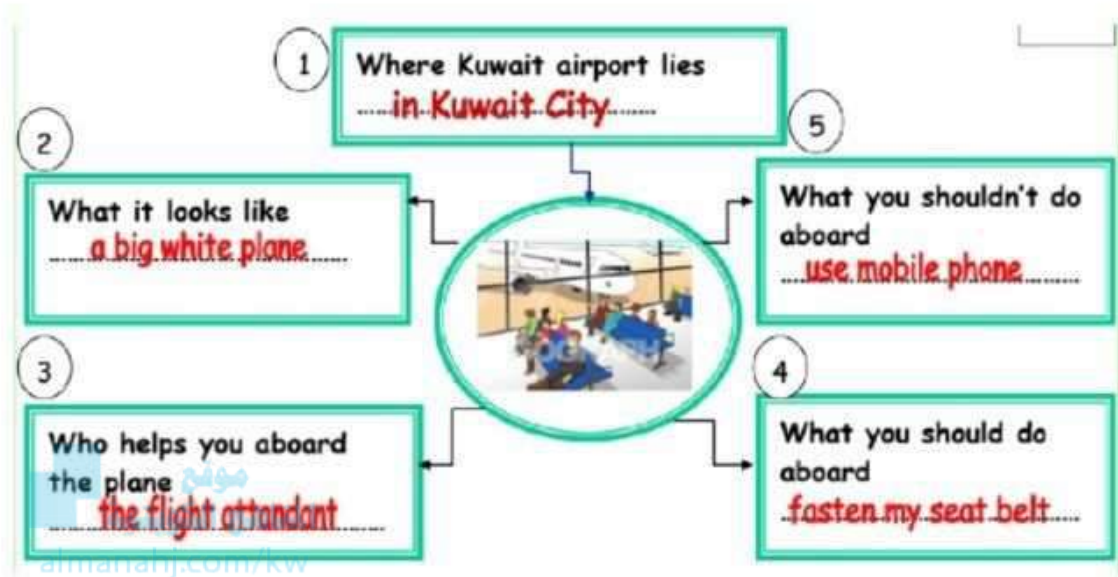 1
Where Kuwait airport lies
in Kuwait City
2
What it looks like
a big white plane
3
Who helps you aboard
the plane
the flight attandant
4
What you should do
aboard
fasten my seat belt
5
What you shouldn't do
aboard
use mobile phone
موقع
almanahj.com/kw